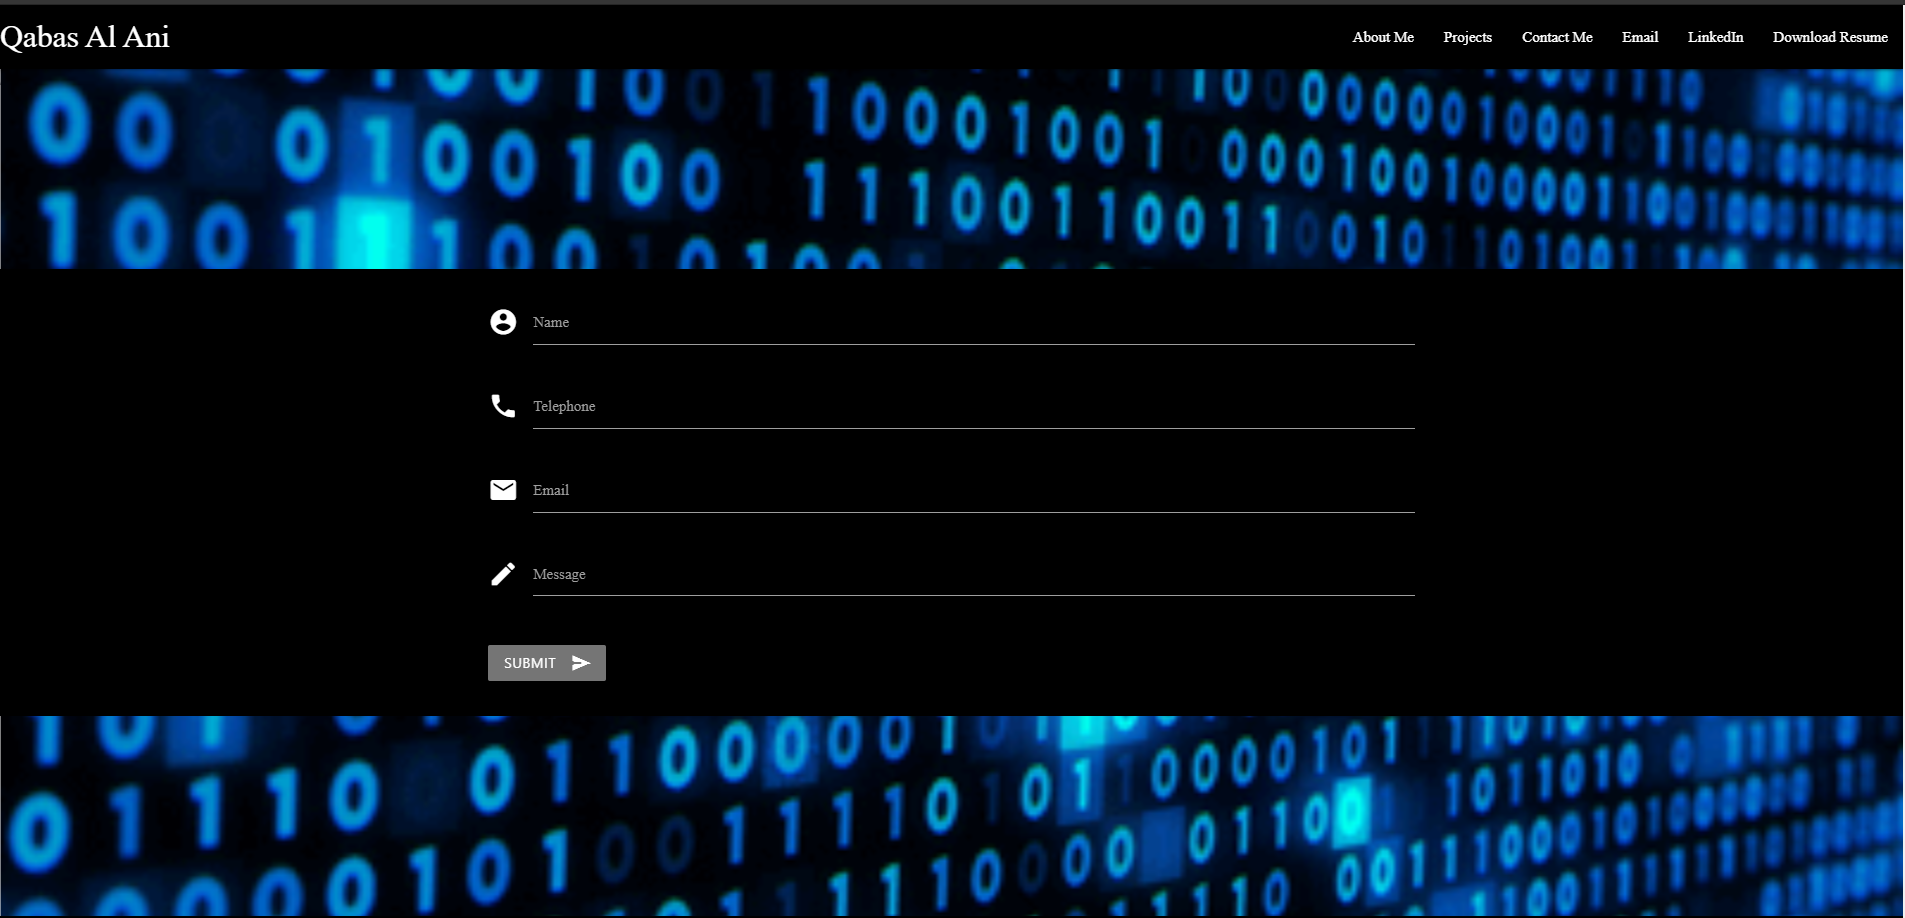 Qabas Al Ani
About Me Projects Contact Me Email LinkedIn Download Resume
Name
Telephone
Email
Message
SUBMIT